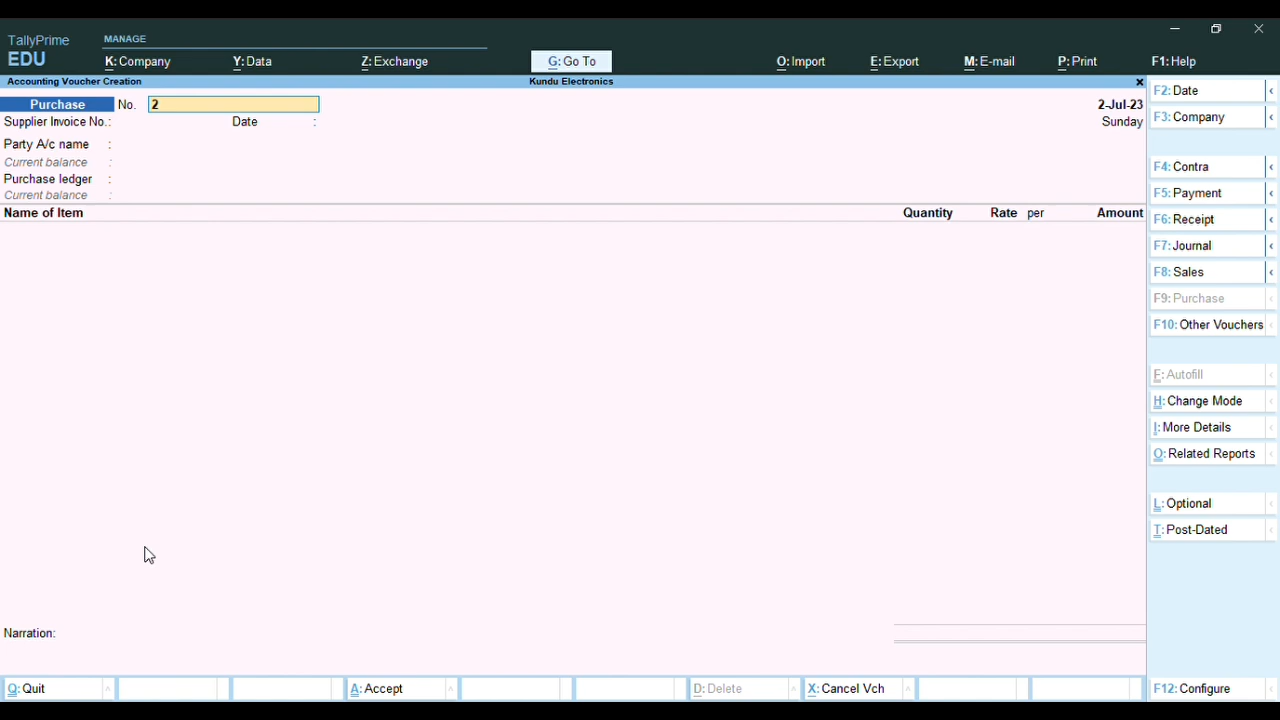 TallyPrime
EDU
MANAGE
K: Company
Y: Data
Z: Exchange
G: Go To
O: Import
E: Export
M: E-mail
P: Print
F1: Help
Accounting Voucher Creation
Kundu Electronics
Purchase No. 2
2-Jul-23
Supplier Invoice No.: Date :
Sunday
Party A/c name :
Current balance :
Purchase ledger :
Current balance :
Name of Item Quantity Rate per Amount
Narration:
F2: Date
F3: Company
F4: Contra
F5: Payment
F6: Receipt
F7: Journal
F8: Sales
F9: Purchase
F10: Other Vouchers
F: Autofill
H: Change Mode
I: More Details
O: Related Reports
L: Optional
T: Post-Dated
Q: Quit
A: Accept
D: Delete
X: Cancel Vch
F12: Configure